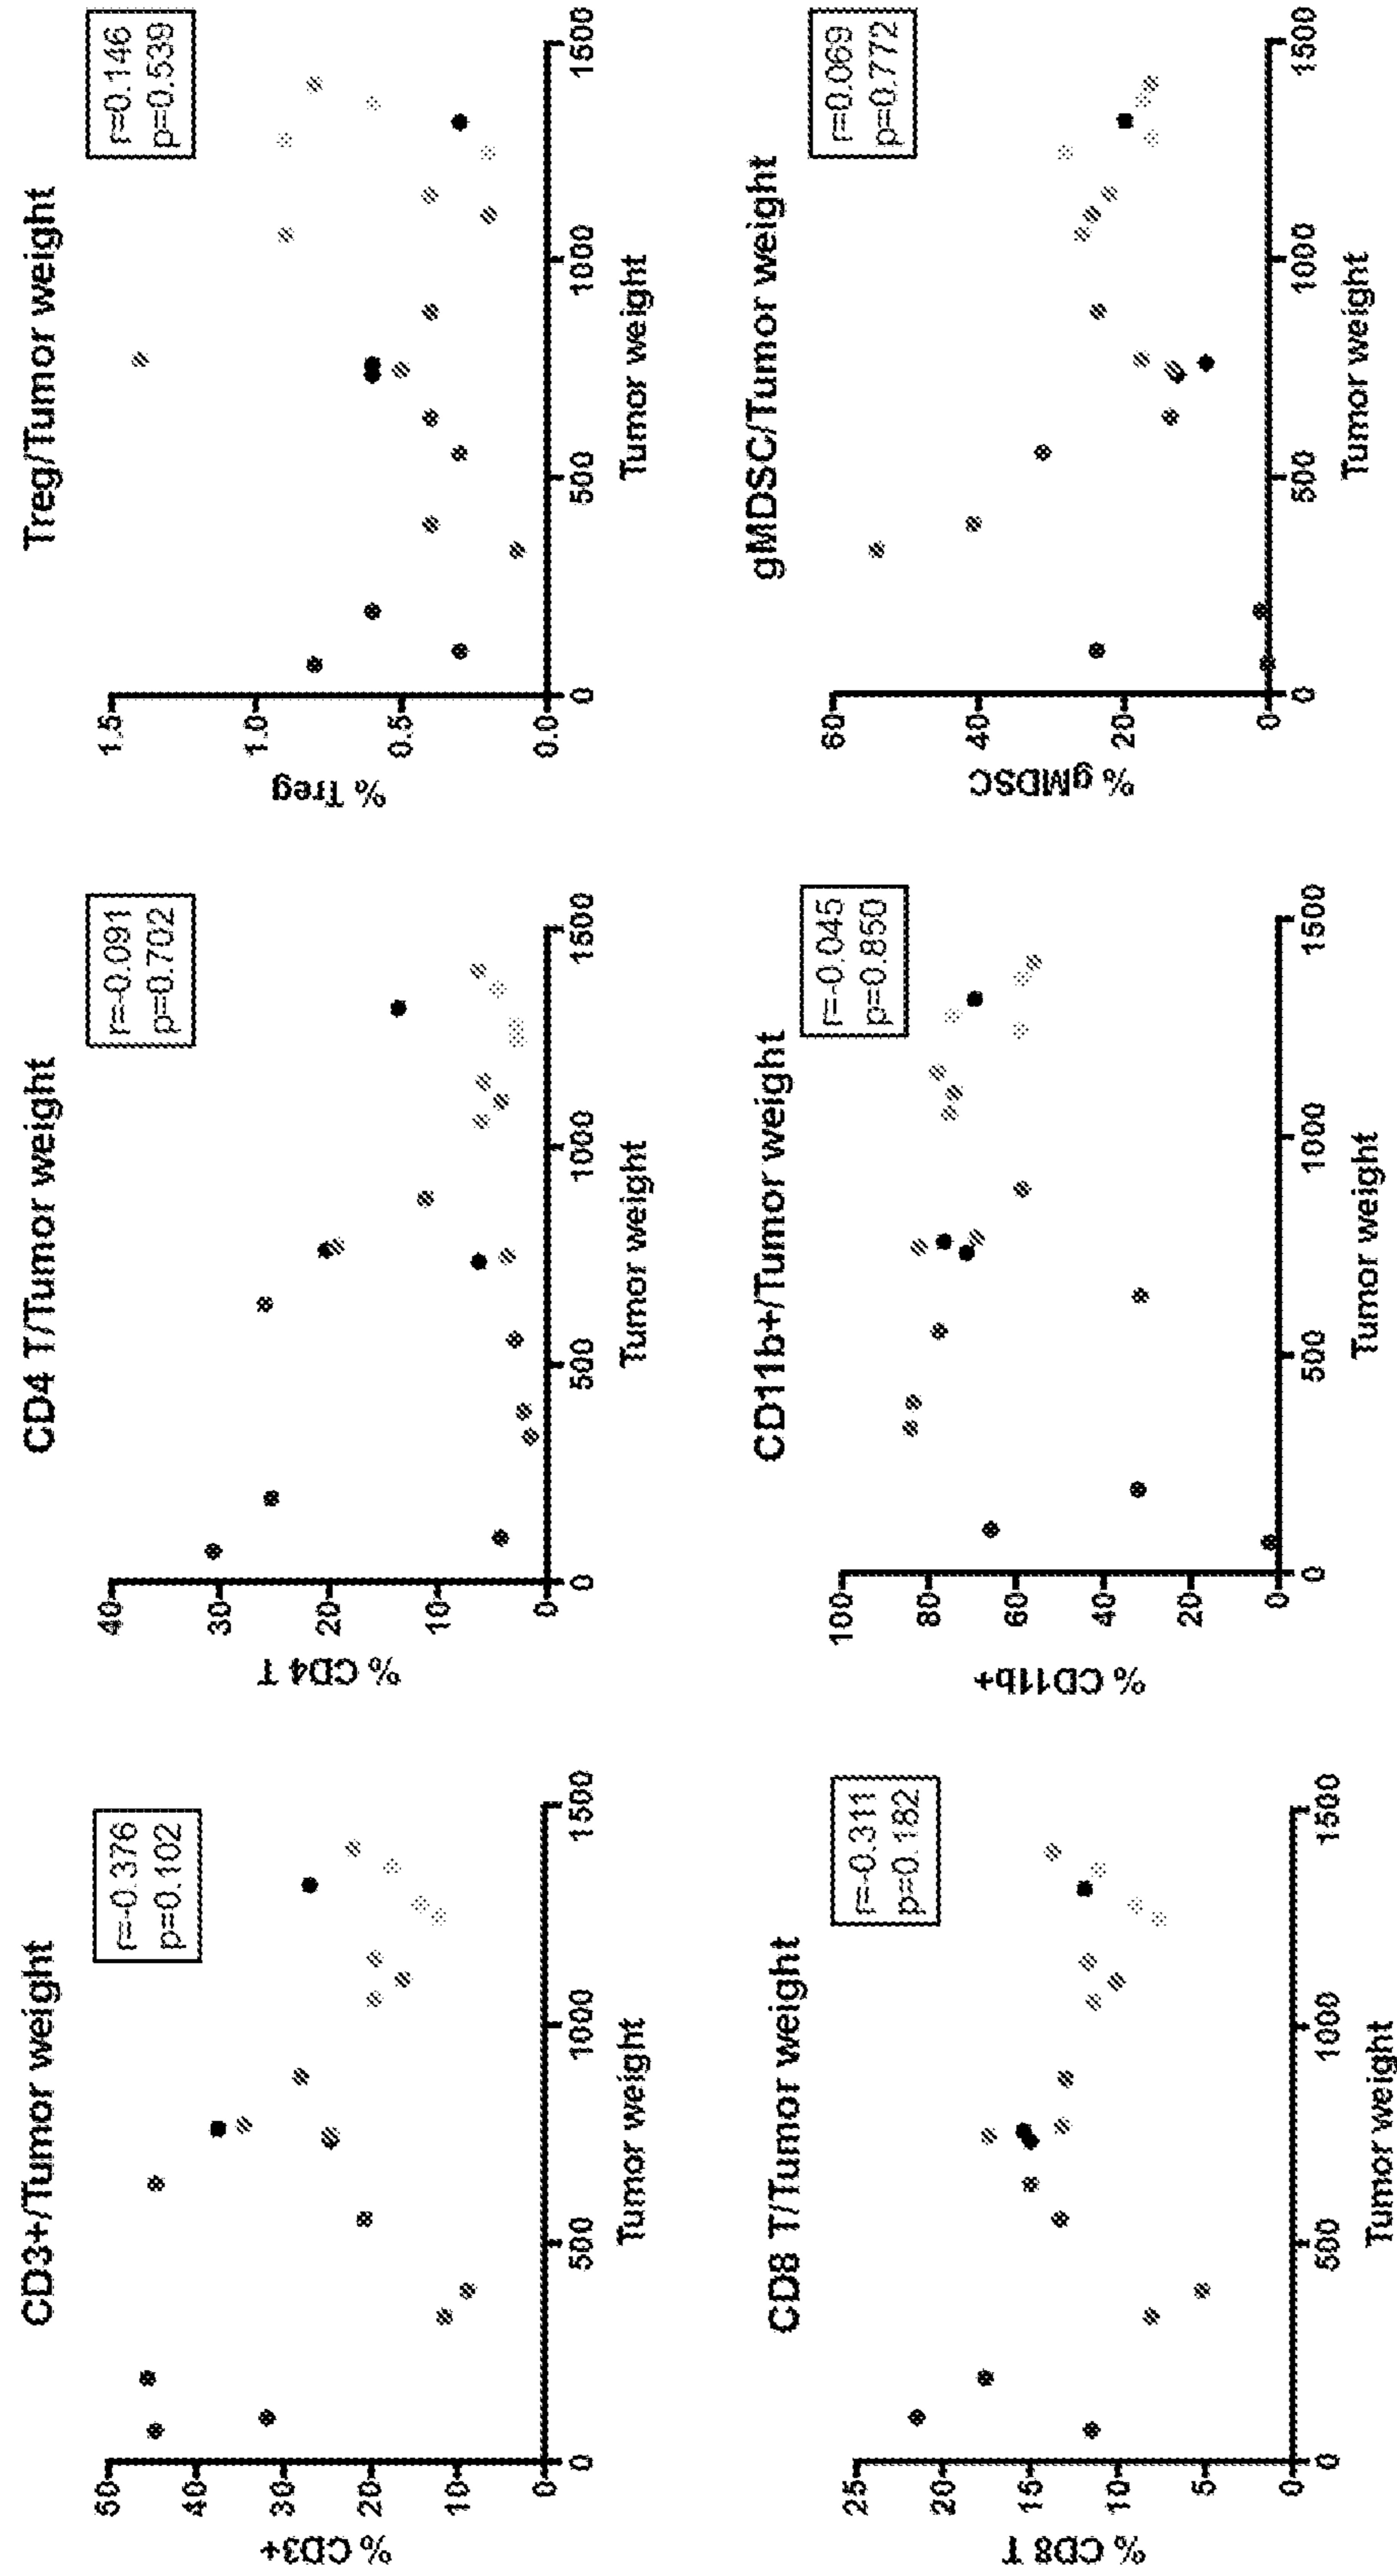 CD3+/Tumor weight
r=-0.376
p=0.102
% CD3+
50
40
30
20
10
0
0
500
1000
1500
Tumor weight
CD4 T/Tumor weight
r=-0.091
p=0.702
% CD4 T
40
30
20
10
0
0
500
1000
1500
Tumor weight
Treg/Tumor weight
r=0.146
p=0.539
% Treg
1.5
1.0
0.5
0.0
0
500
1000
1500
Tumor weight
CD8 T/Tumor weight
r=-0.311
p=0.182
% CD8 T
25
20
15
10
5
0
0
500
1000
1500
Tumor weight
CD11b+/Tumor weight
r=-0.045
p=0.850
% CD11b+
100
80
60
40
20
0
0
500
1000
1500
Tumor weight
gMDSC/Tumor weight
r=0.069
p=0.772
% gMDSC
60
40
20
0
0
500
1000
1500
Tumor weight